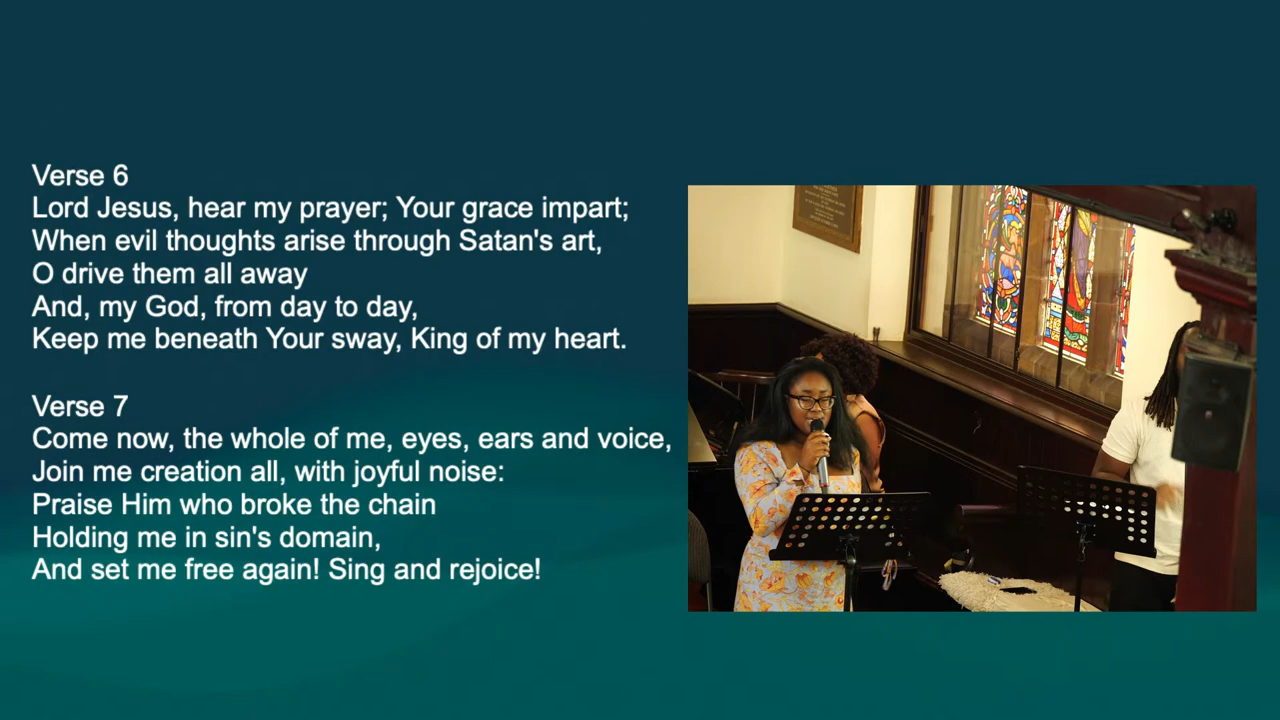 Verse 6
Lord Jesus, hear my prayer; Your grace impart;
When evil thoughts arise through Satan's art,
O drive them all away
And, my God, from day to day,
Keep me beneath Your sway, King of my heart.
Verse 7
Come now, the whole of me, eyes, ears and voice,
Join me creation all, with joyful noise:
Praise Him who broke the chain
Holding me in sin's domain,
And set me free again! Sing and rejoice!